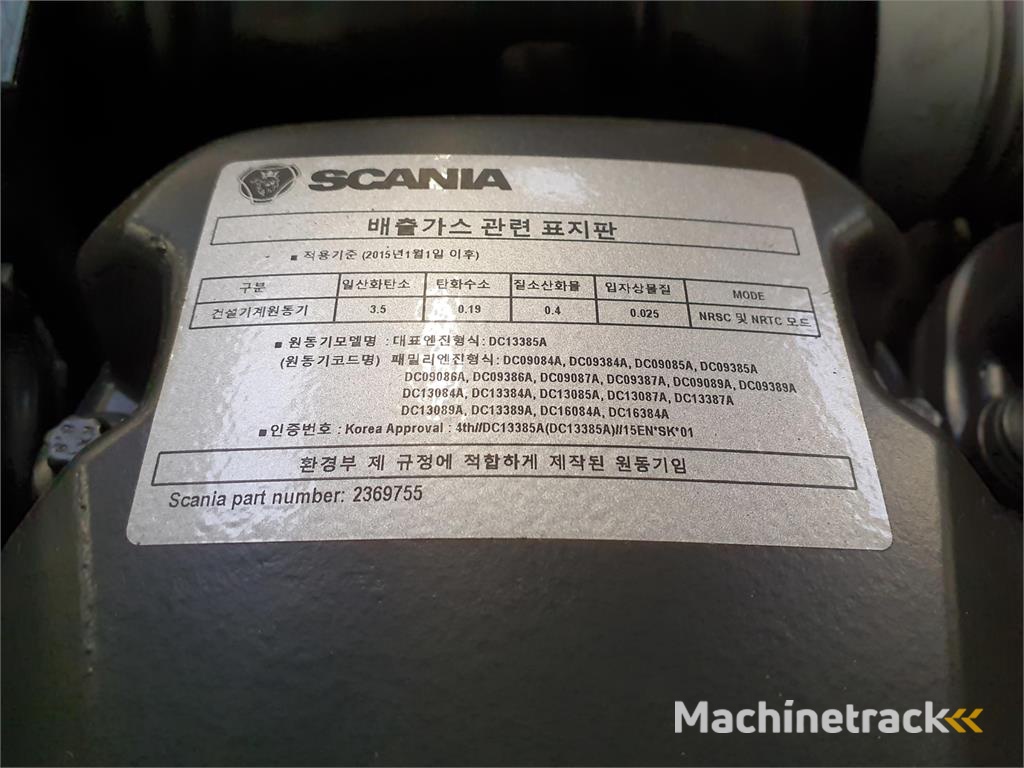 SCANIA
배출가스 관련 표지판
■ 적용기준 (2015년1월1일 이후)
구분 일산화탄소 탄화수소 질소산화물 입자상물질 MODE
건설기계원동기 3.5 0.19 0.4 0.025 NRSC 및 NRTC 모드
■ 원동기모델명 : 대표엔진형식 : DC13385A
(원동기코드명) 패밀리엔진형식 : DC09084A, DC09384A, DC09085A, DC09385A
DC09086A, DC09386A, DC09087A, DC09387A, DC09089A, DC09389A
DC13084A, DC13384A, DC13085A, DC13087A, DC13387A
DC13089A, DC13389A, DC16084A, DC16384A
■ 인증번호 : Korea Approval : 4th//DC13385A(DC13385A)//15EN*SK*01
환경부 제 규정에 적합하게 제작된 원동기임
Scania part number: 2369755
Machinetrack